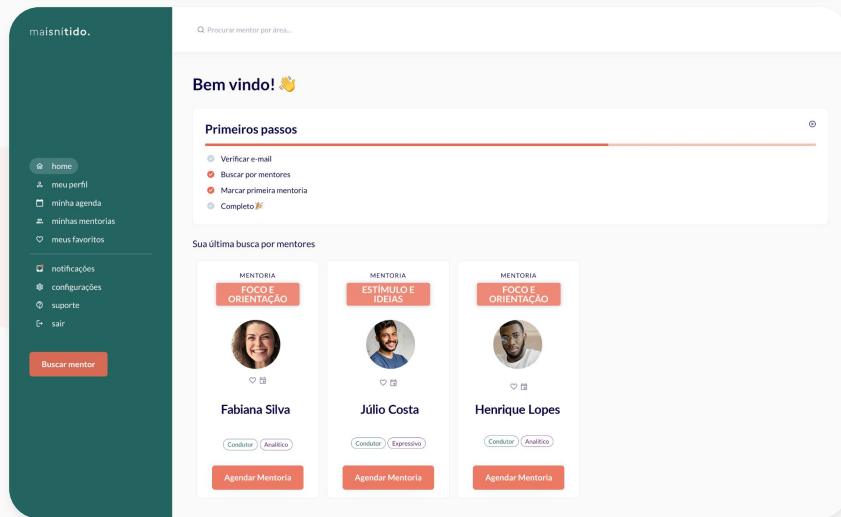 maisnítido.
Procurar mentor por área...
home
meu perfil
minha agenda
minhas mentorias
meus favoritos
notificações
configurações
suporte
sair
Buscar mentor
Bem vindo! 👋
Primeiros passos
Verificar e-mail
Buscar por mentores
Marcar primeira mentoria
Completo🎉
Sua última busca por mentores
MENTORIA
FOCO E
ORIENTAÇÃO
Fabiana Silva
Condutor Analítico
Agendar Mentoria
MENTORIA
ESTÍMULO E
IDEIAS
Júlio Costa
Condutor Expressivo
Agendar Mentoria
MENTORIA
FOCO E
ORIENTAÇÃO
Henrique Lopes
Condutor Analítico
Agendar Mentoria